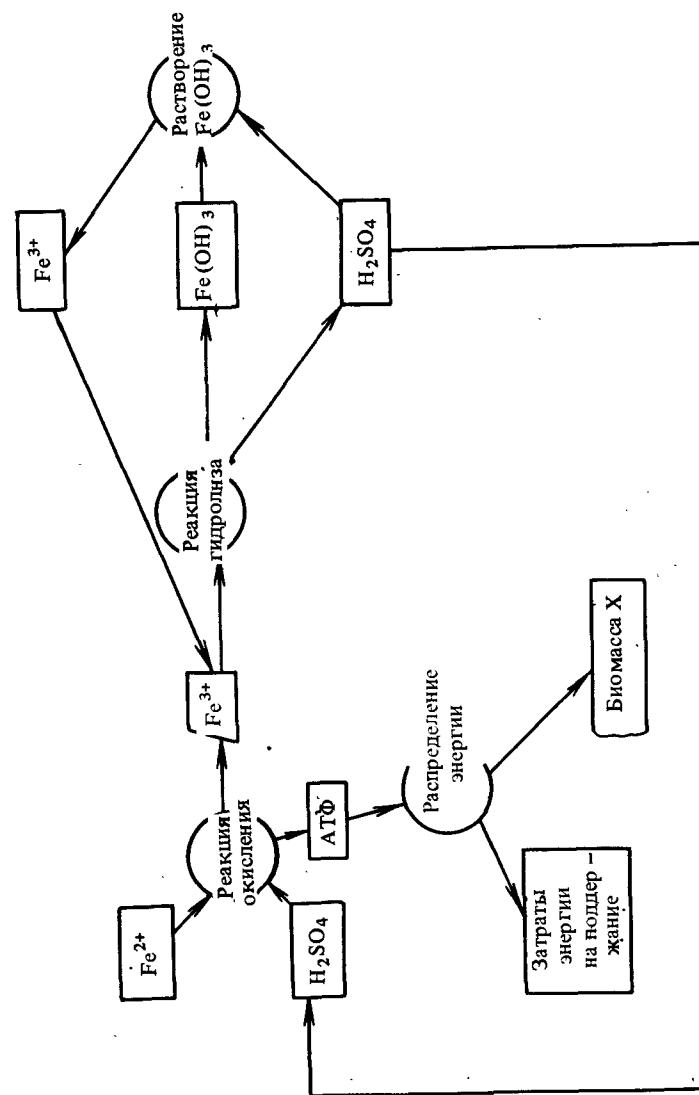 Fe²⁺
H₂SO₄
Реакция
окисления
АТФ
Fe³⁺
Реакция
гидролиза
Fe³⁺
Fe(OH)₃
H₂SO₄
Растворение
Fe(OH)₃
Распределение
энергии
Затраты
энергии
на поддер –
жание
Биомасса X